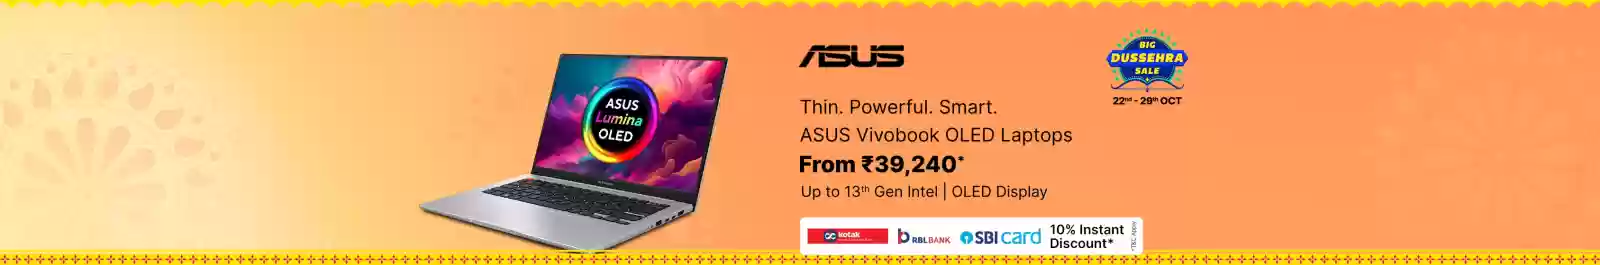 ASUS
Thin. Powerful. Smart.
ASUS Vivobook OLED Laptops
From ₹39,240*
Up to 13th Gen Intel | OLED Display
kotak
RBLBANK
SBI card
10% Instant
Discount*
*T&C Apply
BIG
DUSSEHRA
SALE
22nd - 29th OCT
ASUS
Lumina
OLED